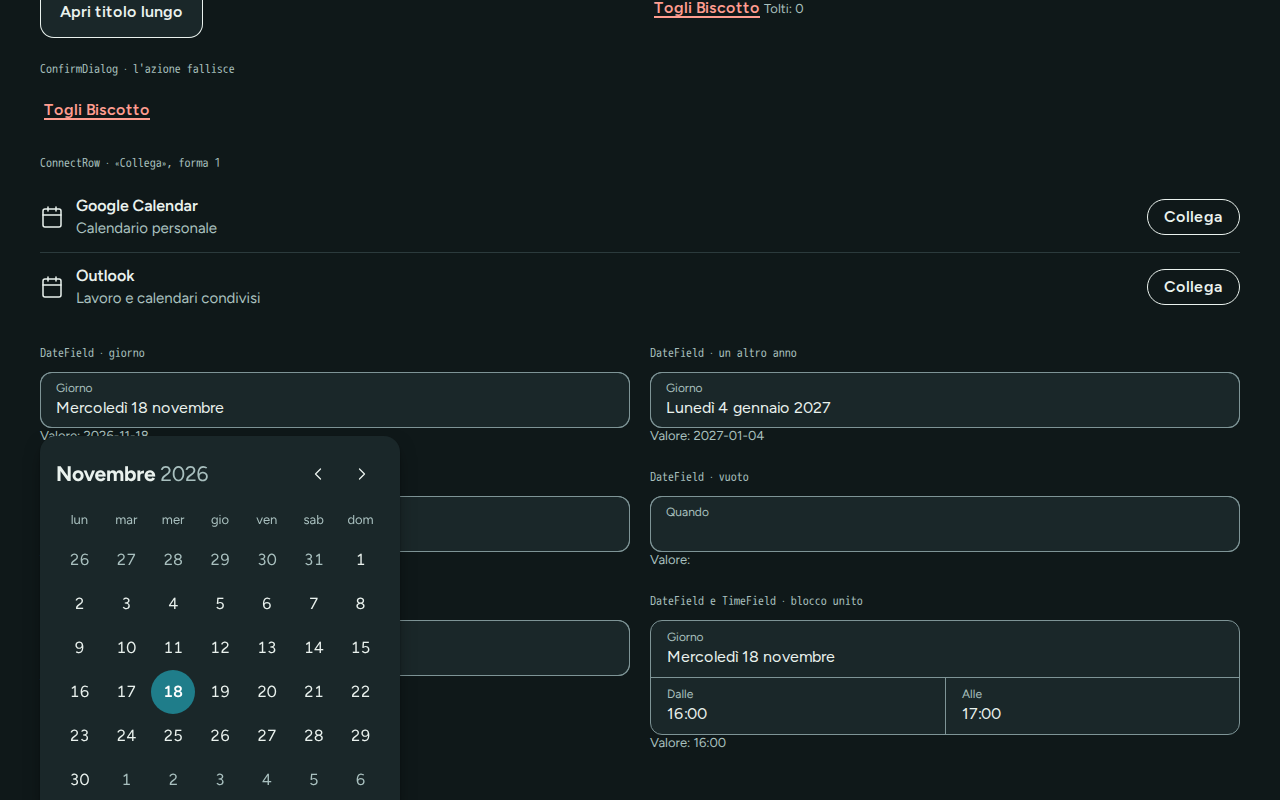 Apri titolo lungo
Togli Biscotto Tolti: 0
ConfirmDialog · l'azione fallisce
Togli Biscotto
ConnectRow · «Collega», forma 1
Google Calendar
Calendario personale
Collega
Outlook
Lavoro e calendari condivisi
Collega
DateField · giorno
Giorno
Mercoledì 18 novembre
Valore: 2026-11-18
DateField · un altro anno
Giorno
Lunedì 4 gennaio 2027
Valore: 2027-01-04
Novembre 2026
lun mar mer gio ven sab dom
26 27 28 29 30 31 1
2 3 4 5 6 7 8
9 10 11 12 13 14 15
16 17 18 19 20 21 22
23 24 25 26 27 28 29
30 1 2 3 4 5 6
DateField · vuoto
Quando
Valore:
DateField e TimeField · blocco unito
Giorno
Mercoledì 18 novembre
Dalle
16:00
Alle
17:00
Valore: 16:00